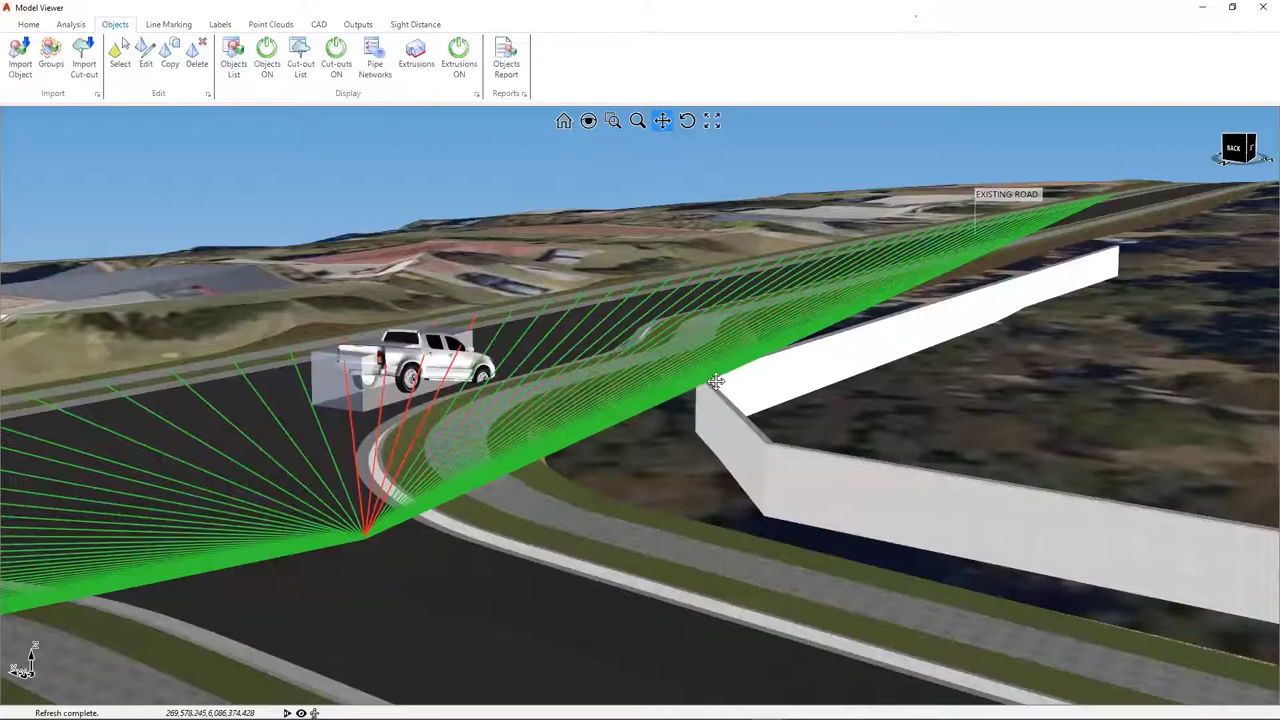 Model Viewer
Home Analysis Objects Line Marking Labels Point Clouds CAD Outputs Sight Distance
Import Object
Groups
Import Cut-out
Select
Edit
Copy
Delete
Objects List
Objects ON
Cut-out List
Cut-outs ON
Pipe Networks
Extrusions
Extrusions ON
Objects Report
Import
Edit
Display
Reports
BACK
EXISTING ROAD
Z
Refresh complete.
269,578.245,6,086,374.428